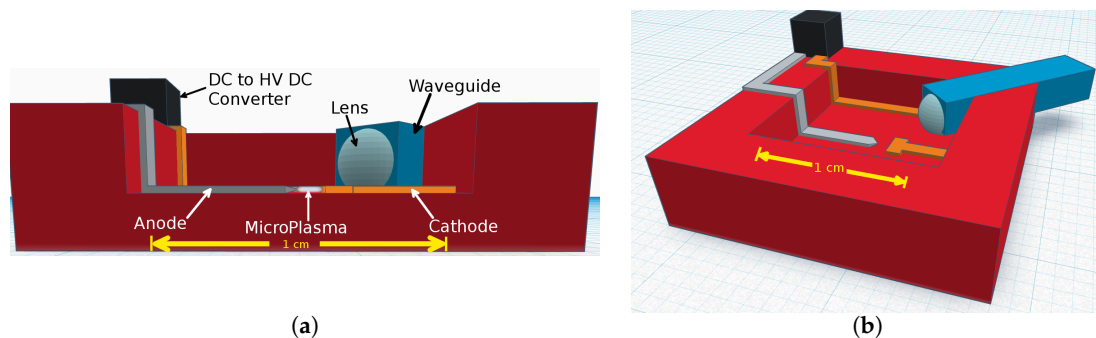 DC to HV DC
Converter
Lens
Waveguide
Anode
MicroPlasma
Cathode
1 cm
(a)
1 cm
(b)